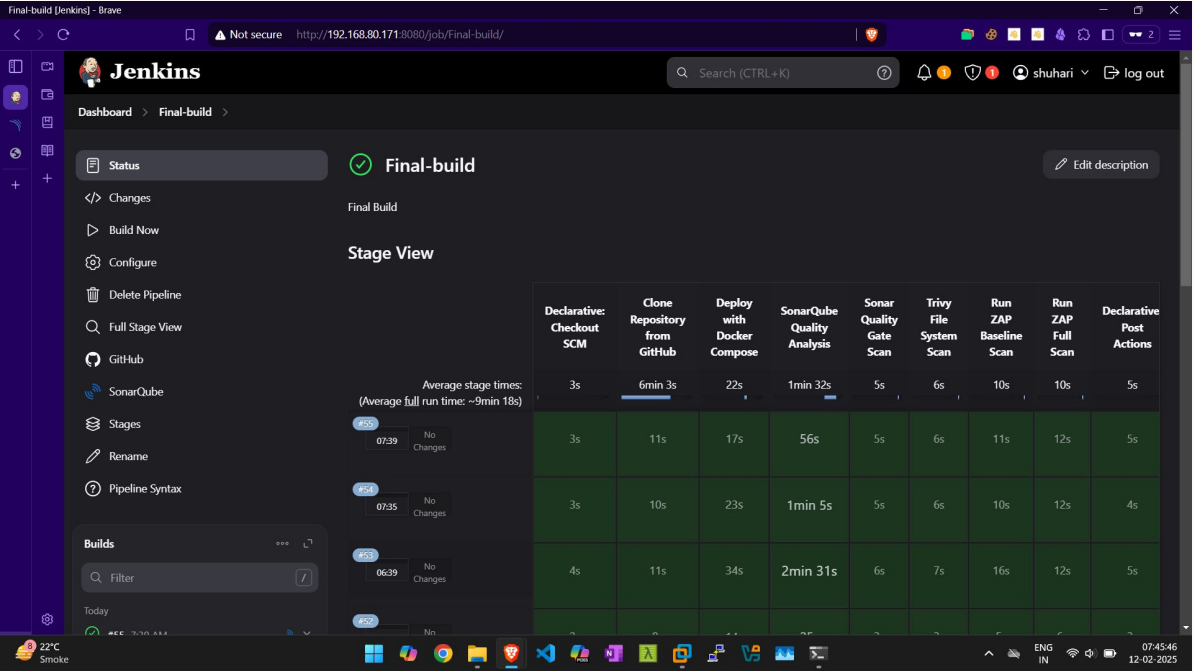 Final-build [Jenkins] - Brave
Not secure http://192.168.80.171:8080/job/Final-build/
2
Jenkins
Search (CTRL+K)
1
1
shuhari
log out
Dashboard
Final-build
Status
Changes
Build Now
Configure
Delete Pipeline
Full Stage View
GitHub
SonarQube
Stages
Rename
Pipeline Syntax
Builds
Filter
/
Today
Final-build
Edit description
Final Build
Stage View
Declarative: Checkout SCM
Clone Repository from GitHub
Deploy with Docker Compose
SonarQube Quality Analysis
Sonar Quality Gate Scan
Trivy File System Scan
Run ZAP Baseline Scan
Run ZAP Full Scan
Declarative Post Actions
Average stage times:
(Average full run time: ~9min 18s)
3s 6min 3s 22s 1min 32s 5s 6s 10s 10s 5s
#55
07:39
No Changes
3s 11s 17s 56s 5s 6s 11s 12s 5s
#54
07:35
No Changes
3s 10s 23s 1min 5s 5s 6s 10s 12s 4s
#53
06:39
No Changes
4s 11s 34s 2min 31s 6s 7s 16s 12s 5s
#52
No
8
22°C
Smoke
ENG
IN
07:45:46
12-02-2025